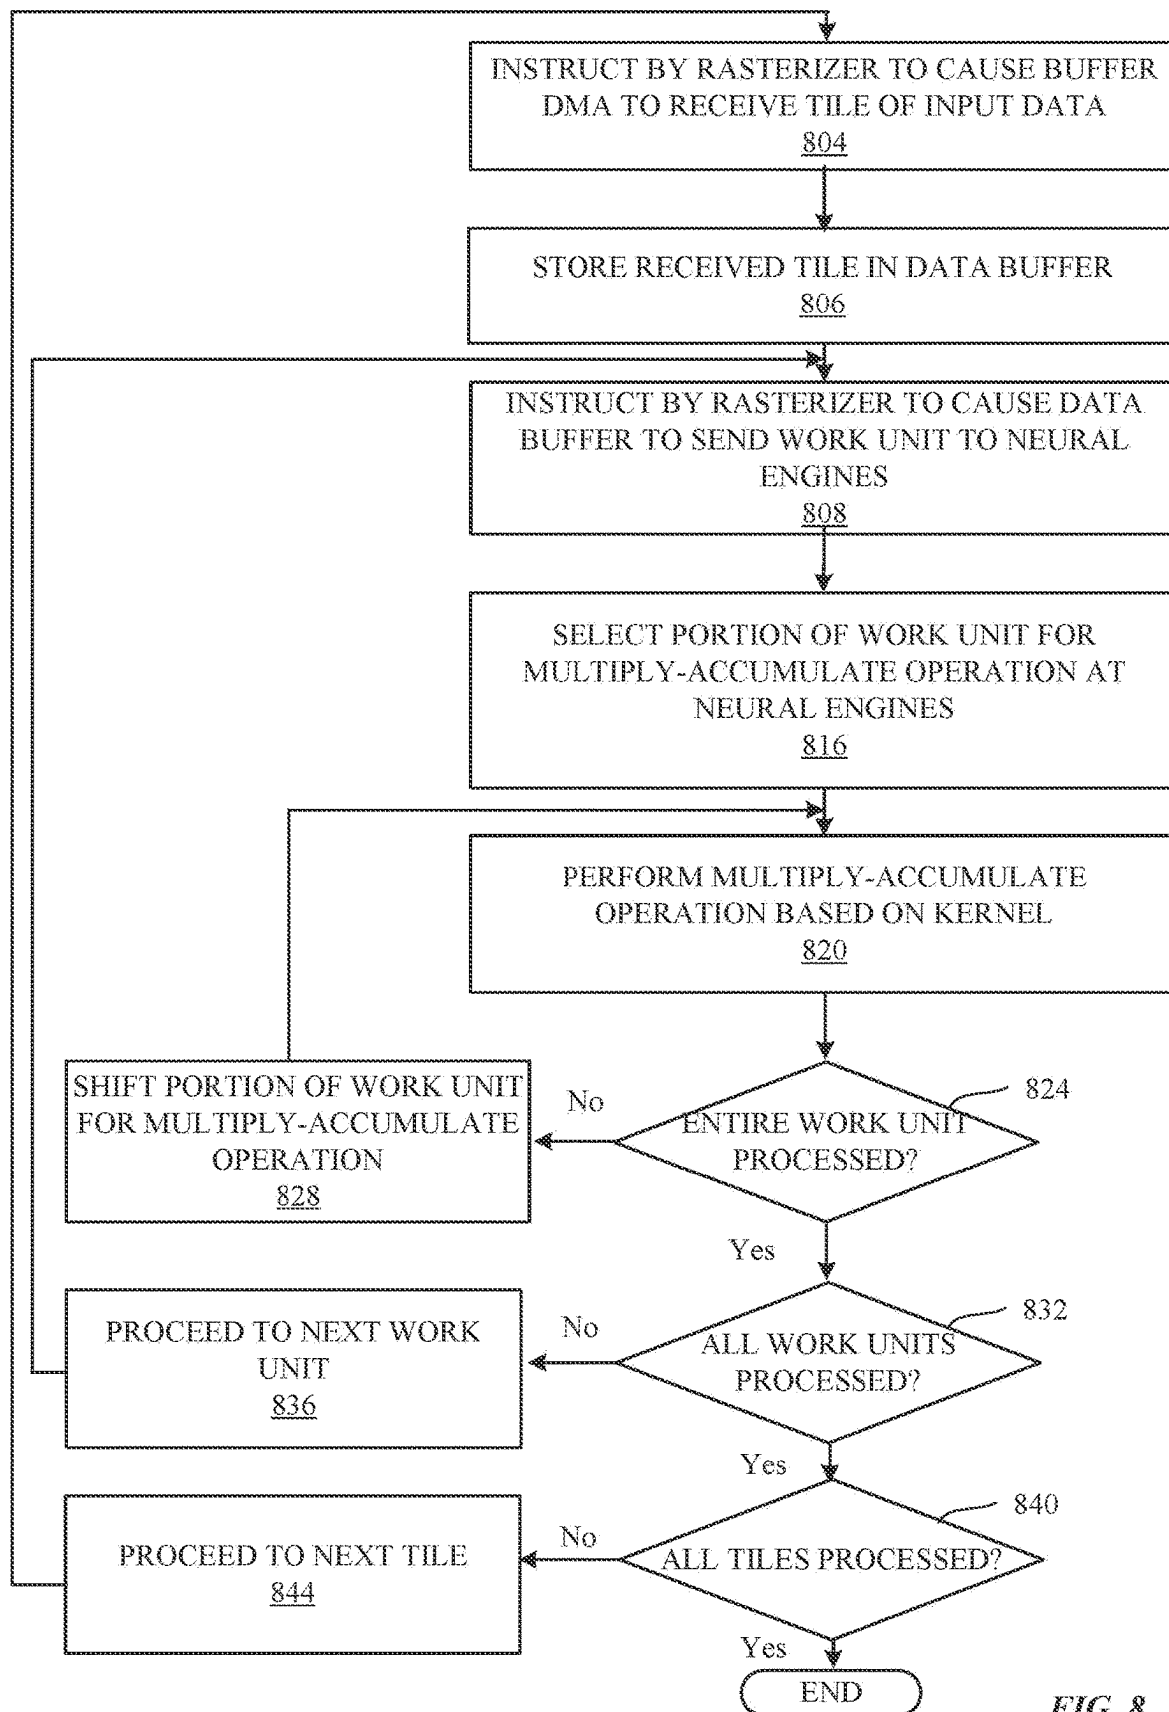 INSTRUCT BY RASTERIZER TO CAUSE BUFFER
DMA TO RECEIVE TILE OF INPUT DATA
804
STORE RECEIVED TILE IN DATA BUFFER
806
INSTRUCT BY RASTERIZER TO CAUSE DATA
BUFFER TO SEND WORK UNIT TO NEURAL
ENGINES
808
SELECT PORTION OF WORK UNIT FOR
MULTIPLY-ACCUMULATE OPERATION AT
NEURAL ENGINES
816
PERFORM MULTIPLY-ACCUMULATE
OPERATION BASED ON KERNEL
820
824
ENTIRE WORK UNIT
PROCESSED?
No
SHIFT PORTION OF WORK UNIT
FOR MULTIPLY-ACCUMULATE
OPERATION
828
Yes
832
ALL WORK UNITS
PROCESSED?
No
PROCEED TO NEXT WORK
UNIT
836
Yes
840
ALL TILES PROCESSED?
No
PROCEED TO NEXT TILE
844
Yes
END
FIG. 8